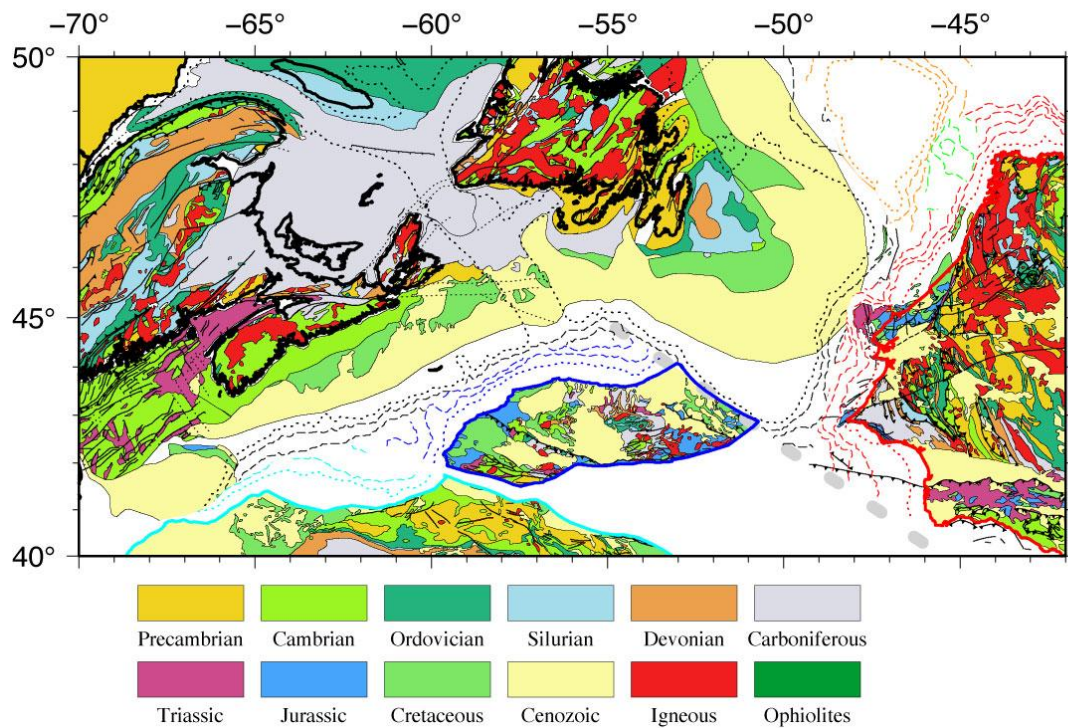 −70° −65° −60° −55° −50° −45°
50°
45°
40°
Precambrian Cambrian Ordovician Silurian Devonian Carboniferous
Triassic Jurassic Cretaceous Cenozoic Igneous Ophiolites